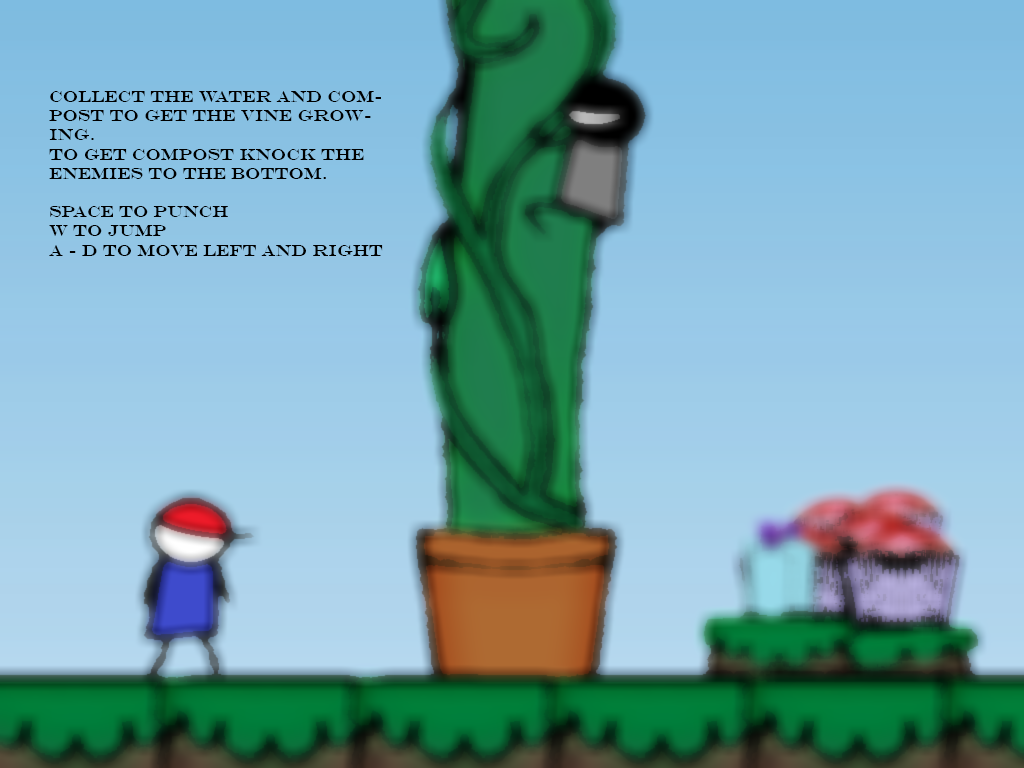 COLLECT THE WATER AND COM-
POST TO GET THE VINE GROW-
ING.
TO GET COMPOST KNOCK THE
ENEMIES TO THE BOTTOM.
SPACE TO PUNCH
W TO JUMP
A - D TO MOVE LEFT AND RIGHT